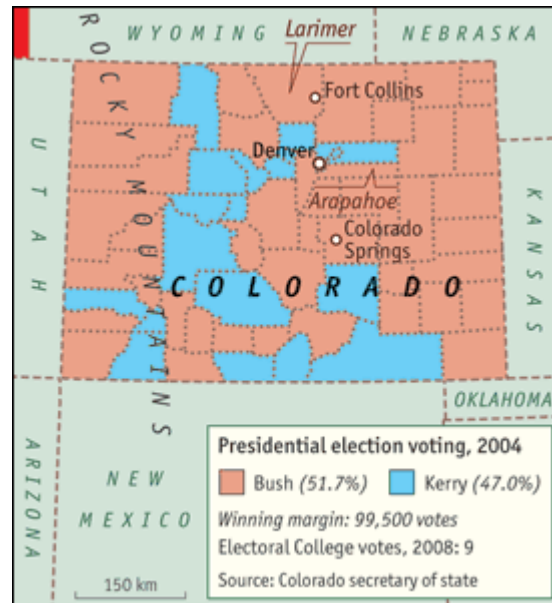 WYOMING
Larimer
NEBRASKA
ROCKY MOUNTAINS
Fort Collins
UTAH
Denver
Arapahoe
KANSAS
Colorado
Springs
COLORADO
OKLAHOMA
ARIZONA
NEW
MEXICO
150 km
Presidential election voting, 2004
Bush (51.7%) Kerry (47.0%)
Winning margin: 99,500 votes
Electoral College votes, 2008: 9
Source: Colorado secretary of state